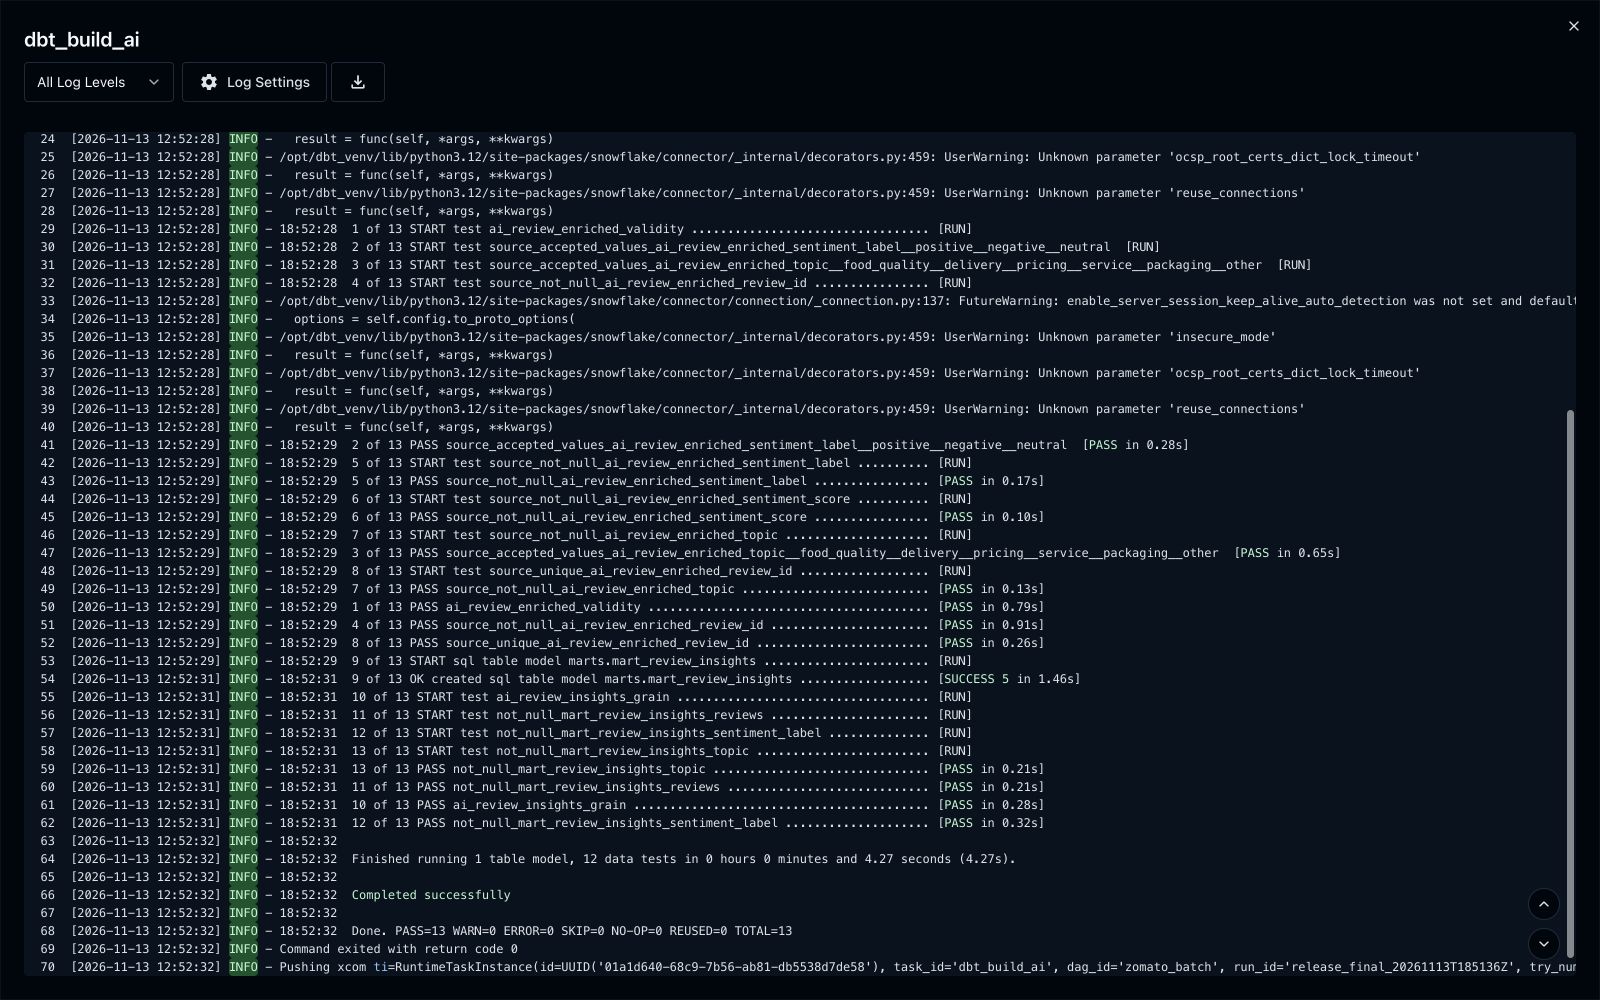 dbt_build_ai
All Log Levels
Log Settings
24 [2026-11-13 12:52:28] INFO -   result = func(self, *args, **kwargs)
25 [2026-11-13 12:52:28] INFO - /opt/dbt_venv/lib/python3.12/site-packages/snowflake/connector/_internal/decorators.py:459: UserWarning: Unknown parameter 'ocsp_root_certs_dict_lock_timeout'
26 [2026-11-13 12:52:28] INFO -   result = func(self, *args, **kwargs)
27 [2026-11-13 12:52:28] INFO - /opt/dbt_venv/lib/python3.12/site-packages/snowflake/connector/_internal/decorators.py:459: UserWarning: Unknown parameter 'reuse_connections'
28 [2026-11-13 12:52:28] INFO -   result = func(self, *args, **kwargs)
29 [2026-11-13 12:52:28] INFO - 18:52:28  1 of 13 START test ai_review_enriched_validity ................................. [RUN]
30 [2026-11-13 12:52:28] INFO - 18:52:28  2 of 13 START test source_accepted_values_ai_review_enriched_sentiment_label__positive__negative__neutral  [RUN]
31 [2026-11-13 12:52:28] INFO - 18:52:28  3 of 13 START test source_accepted_values_ai_review_enriched_topic__food_quality__delivery__pricing__service__packaging__other  [RUN]
32 [2026-11-13 12:52:28] INFO - 18:52:28  4 of 13 START test source_not_null_ai_review_enriched_review_id ................ [RUN]
33 [2026-11-13 12:52:28] INFO - /opt/dbt_venv/lib/python3.12/site-packages/snowflake/connector/connection/_connection.py:137: FutureWarning: enable_server_session_keep_alive_auto_detection was not set and default
34 [2026-11-13 12:52:28] INFO -   options = self.config.to_proto_options(
35 [2026-11-13 12:52:28] INFO - /opt/dbt_venv/lib/python3.12/site-packages/snowflake/connector/_internal/decorators.py:459: UserWarning: Unknown parameter 'insecure_mode'
36 [2026-11-13 12:52:28] INFO -   result = func(self, *args, **kwargs)
37 [2026-11-13 12:52:28] INFO - /opt/dbt_venv/lib/python3.12/site-packages/snowflake/connector/_internal/decorators.py:459: UserWarning: Unknown parameter 'ocsp_root_certs_dict_lock_timeout'
38 [2026-11-13 12:52:28] INFO -   result = func(self, *args, **kwargs)
39 [2026-11-13 12:52:28] INFO - /opt/dbt_venv/lib/python3.12/site-packages/snowflake/connector/_internal/decorators.py:459: UserWarning: Unknown parameter 'reuse_connections'
40 [2026-11-13 12:52:28] INFO -   result = func(self, *args, **kwargs)
41 [2026-11-13 12:52:29] INFO - 18:52:29  2 of 13 PASS source_accepted_values_ai_review_enriched_sentiment_label__positive__negative__neutral  [PASS in 0.28s]
42 [2026-11-13 12:52:29] INFO - 18:52:29  5 of 13 START test source_not_null_ai_review_enriched_sentiment_label .......... [RUN]
43 [2026-11-13 12:52:29] INFO - 18:52:29  5 of 13 PASS source_not_null_ai_review_enriched_sentiment_label ................ [PASS in 0.17s]
44 [2026-11-13 12:52:29] INFO - 18:52:29  6 of 13 START test source_not_null_ai_review_enriched_sentiment_score .......... [RUN]
45 [2026-11-13 12:52:29] INFO - 18:52:29  6 of 13 PASS source_not_null_ai_review_enriched_sentiment_score ................ [PASS in 0.10s]
46 [2026-11-13 12:52:29] INFO - 18:52:29  7 of 13 START test source_not_null_ai_review_enriched_topic .................... [RUN]
47 [2026-11-13 12:52:29] INFO - 18:52:29  3 of 13 PASS source_accepted_values_ai_review_enriched_topic__food_quality__delivery__pricing__service__packaging__other  [PASS in 0.65s]
48 [2026-11-13 12:52:29] INFO - 18:52:29  8 of 13 START test source_unique_ai_review_enriched_review_id .................. [RUN]
49 [2026-11-13 12:52:29] INFO - 18:52:29  7 of 13 PASS source_not_null_ai_review_enriched_topic .......................... [PASS in 0.13s]
50 [2026-11-13 12:52:29] INFO - 18:52:29  1 of 13 PASS ai_review_enriched_validity ....................................... [PASS in 0.79s]
51 [2026-11-13 12:52:29] INFO - 18:52:29  4 of 13 PASS source_not_null_ai_review_enriched_review_id ...................... [PASS in 0.91s]
52 [2026-11-13 12:52:29] INFO - 18:52:29  8 of 13 PASS source_unique_ai_review_enriched_review_id ........................ [PASS in 0.26s]
53 [2026-11-13 12:52:29] INFO - 18:52:29  9 of 13 START sql table model marts.mart_review_insights ....................... [RUN]
54 [2026-11-13 12:52:31] INFO - 18:52:31  9 of 13 OK created sql table model marts.mart_review_insights .................. [SUCCESS 5 in 1.46s]
55 [2026-11-13 12:52:31] INFO - 18:52:31  10 of 13 START test ai_review_insights_grain ................................... [RUN]
56 [2026-11-13 12:52:31] INFO - 18:52:31  11 of 13 START test not_null_mart_review_insights_reviews ...................... [RUN]
57 [2026-11-13 12:52:31] INFO - 18:52:31  12 of 13 START test not_null_mart_review_insights_sentiment_label .............. [RUN]
58 [2026-11-13 12:52:31] INFO - 18:52:31  13 of 13 START test not_null_mart_review_insights_topic ........................ [RUN]
59 [2026-11-13 12:52:31] INFO - 18:52:31  13 of 13 PASS not_null_mart_review_insights_topic .............................. [PASS in 0.21s]
60 [2026-11-13 12:52:31] INFO - 18:52:31  11 of 13 PASS not_null_mart_review_insights_reviews ............................ [PASS in 0.21s]
61 [2026-11-13 12:52:31] INFO - 18:52:31  10 of 13 PASS ai_review_insights_grain ......................................... [PASS in 0.28s]
62 [2026-11-13 12:52:31] INFO - 18:52:31  12 of 13 PASS not_null_mart_review_insights_sentiment_label .................... [PASS in 0.32s]
63 [2026-11-13 12:52:32] INFO - 18:52:32
64 [2026-11-13 12:52:32] INFO - 18:52:32  Finished running 1 table model, 12 data tests in 0 hours 0 minutes and 4.27 seconds (4.27s).
65 [2026-11-13 12:52:32] INFO - 18:52:32
66 [2026-11-13 12:52:32] INFO - 18:52:32  Completed successfully
67 [2026-11-13 12:52:32] INFO - 18:52:32
68 [2026-11-13 12:52:32] INFO - 18:52:32  Done. PASS=13 WARN=0 ERROR=0 SKIP=0 NO-OP=0 REUSED=0 TOTAL=13
69 [2026-11-13 12:52:32] INFO - Command exited with return code 0
70 [2026-11-13 12:52:32] INFO - Pushing xcom ti=RuntimeTaskInstance(id=UUID('01a1d640-68c9-7b56-ab81-db5538d7de58'), task_id='dbt_build_ai', dag_id='zomato_batch', run_id='release_final_20261113T185136Z', try_num